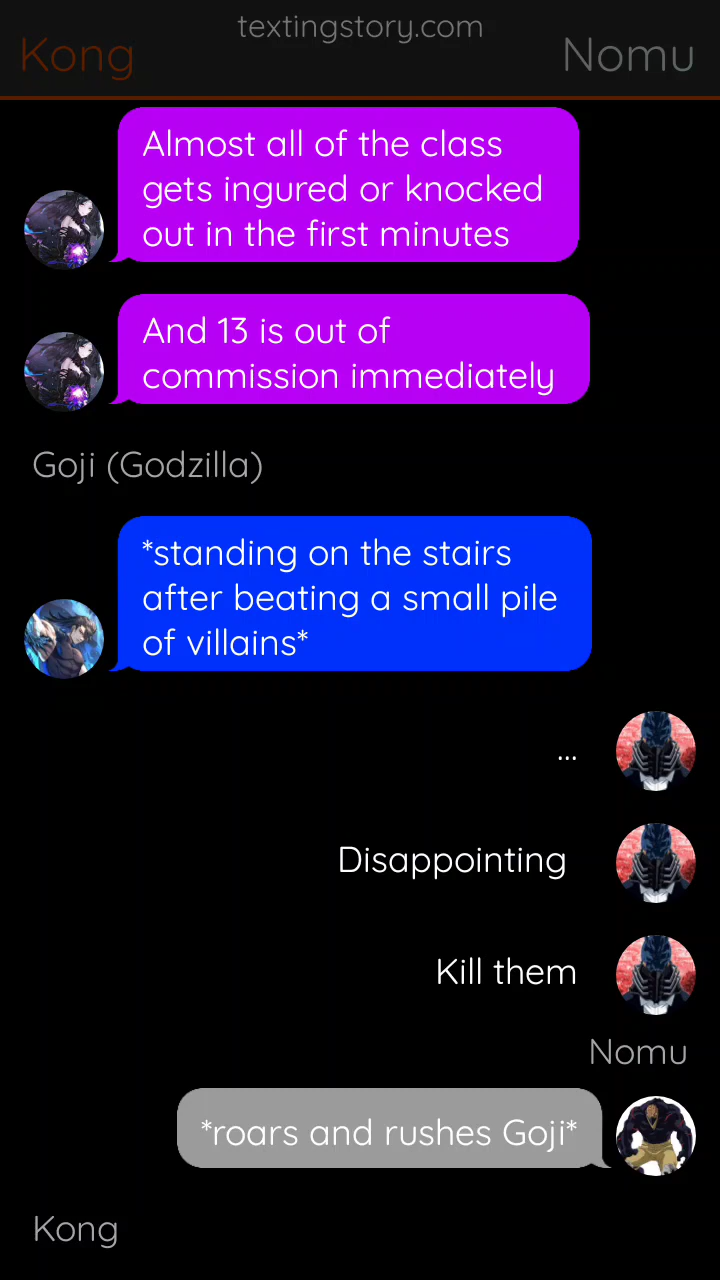 textingstory.com
Kong
Nomu
Almost all of the class
gets ingured or knocked
out in the first minutes
And 13 is out of
commission immediately
Goji (Godzilla)
*standing on the stairs
after beating a small pile
of villains*
...
Disappointing
Kill them
Nomu
*roars and rushes Goji*
Kong